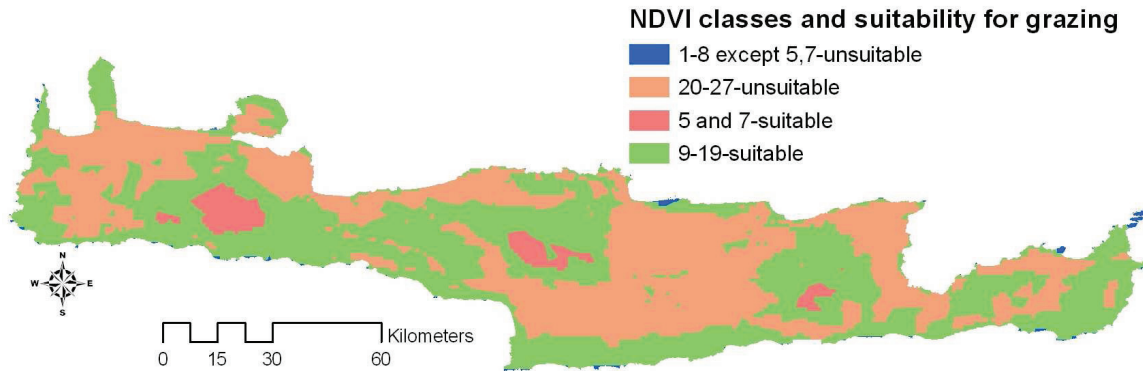 NDVI classes and suitability for grazing
1-8 except 5,7-unsuitable
20-27-unsuitable
5 and 7-suitable
9-19-suitable
N
W E
S
Kilometers
0 15 30 60